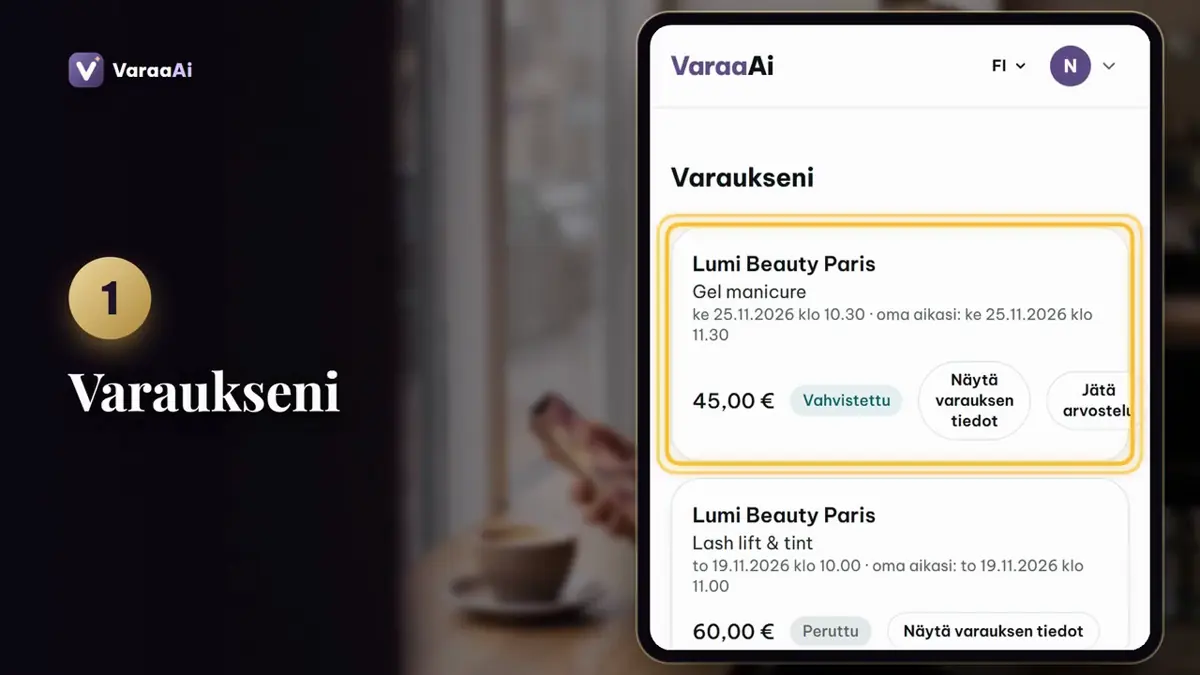 VaraaAi
1
Varaukseni
VaraaAi
FI
N
Varaukseni
Lumi Beauty Paris
Gel manicure
ke 25.11.2026 klo 10.30 · oma aikasi: ke 25.11.2026 klo
11.30
45,00 €
Vahvistettu
Näytä
varauksen
tiedot
Jätä
arvostelu
Lumi Beauty Paris
Lash lift & tint
to 19.11.2026 klo 10.00 · oma aikasi: to 19.11.2026 klo
11.00
60,00 €
Peruttu
Näytä varauksen tiedot